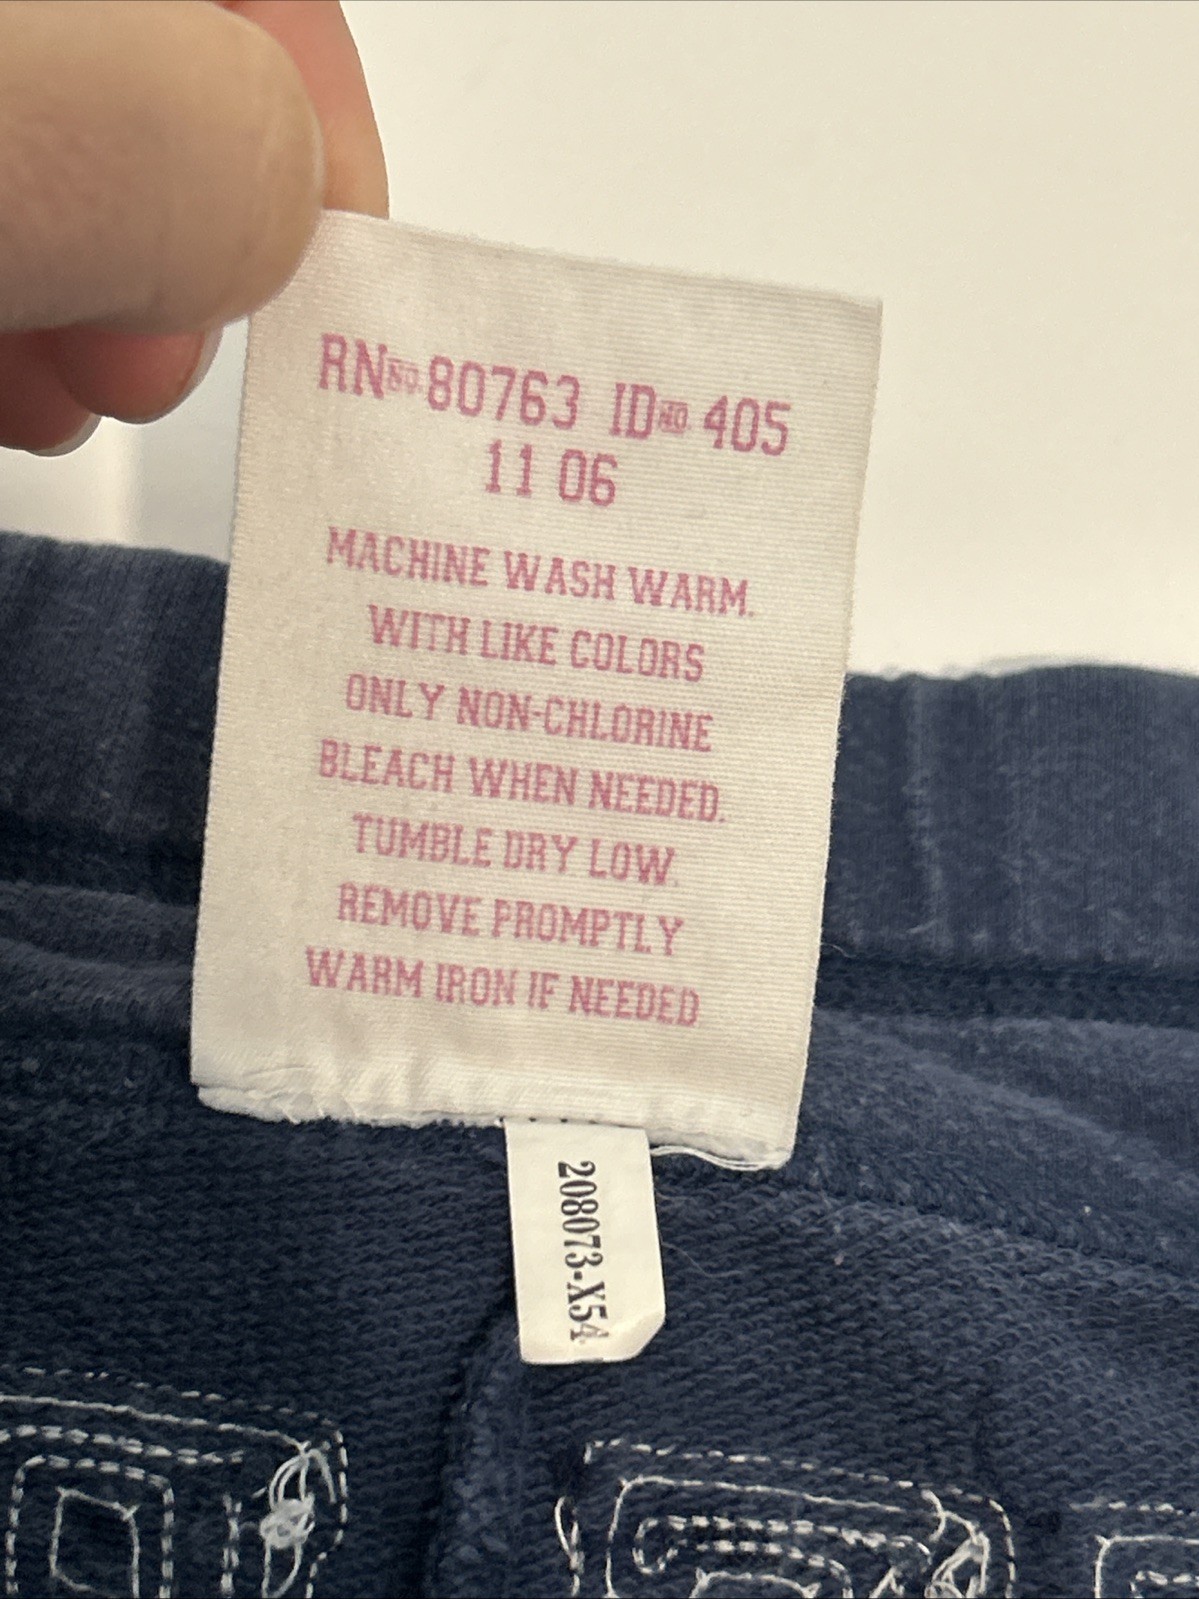 RN NO. 80763 ID NO. 405
11 06
MACHINE WASH WARM.
WITH LIKE COLORS
ONLY NON-CHLORINE
BLEACH WHEN NEEDED.
TUMBLE DRY LOW.
REMOVE PROMPTLY
WARM IRON IF NEEDED
208073-X54